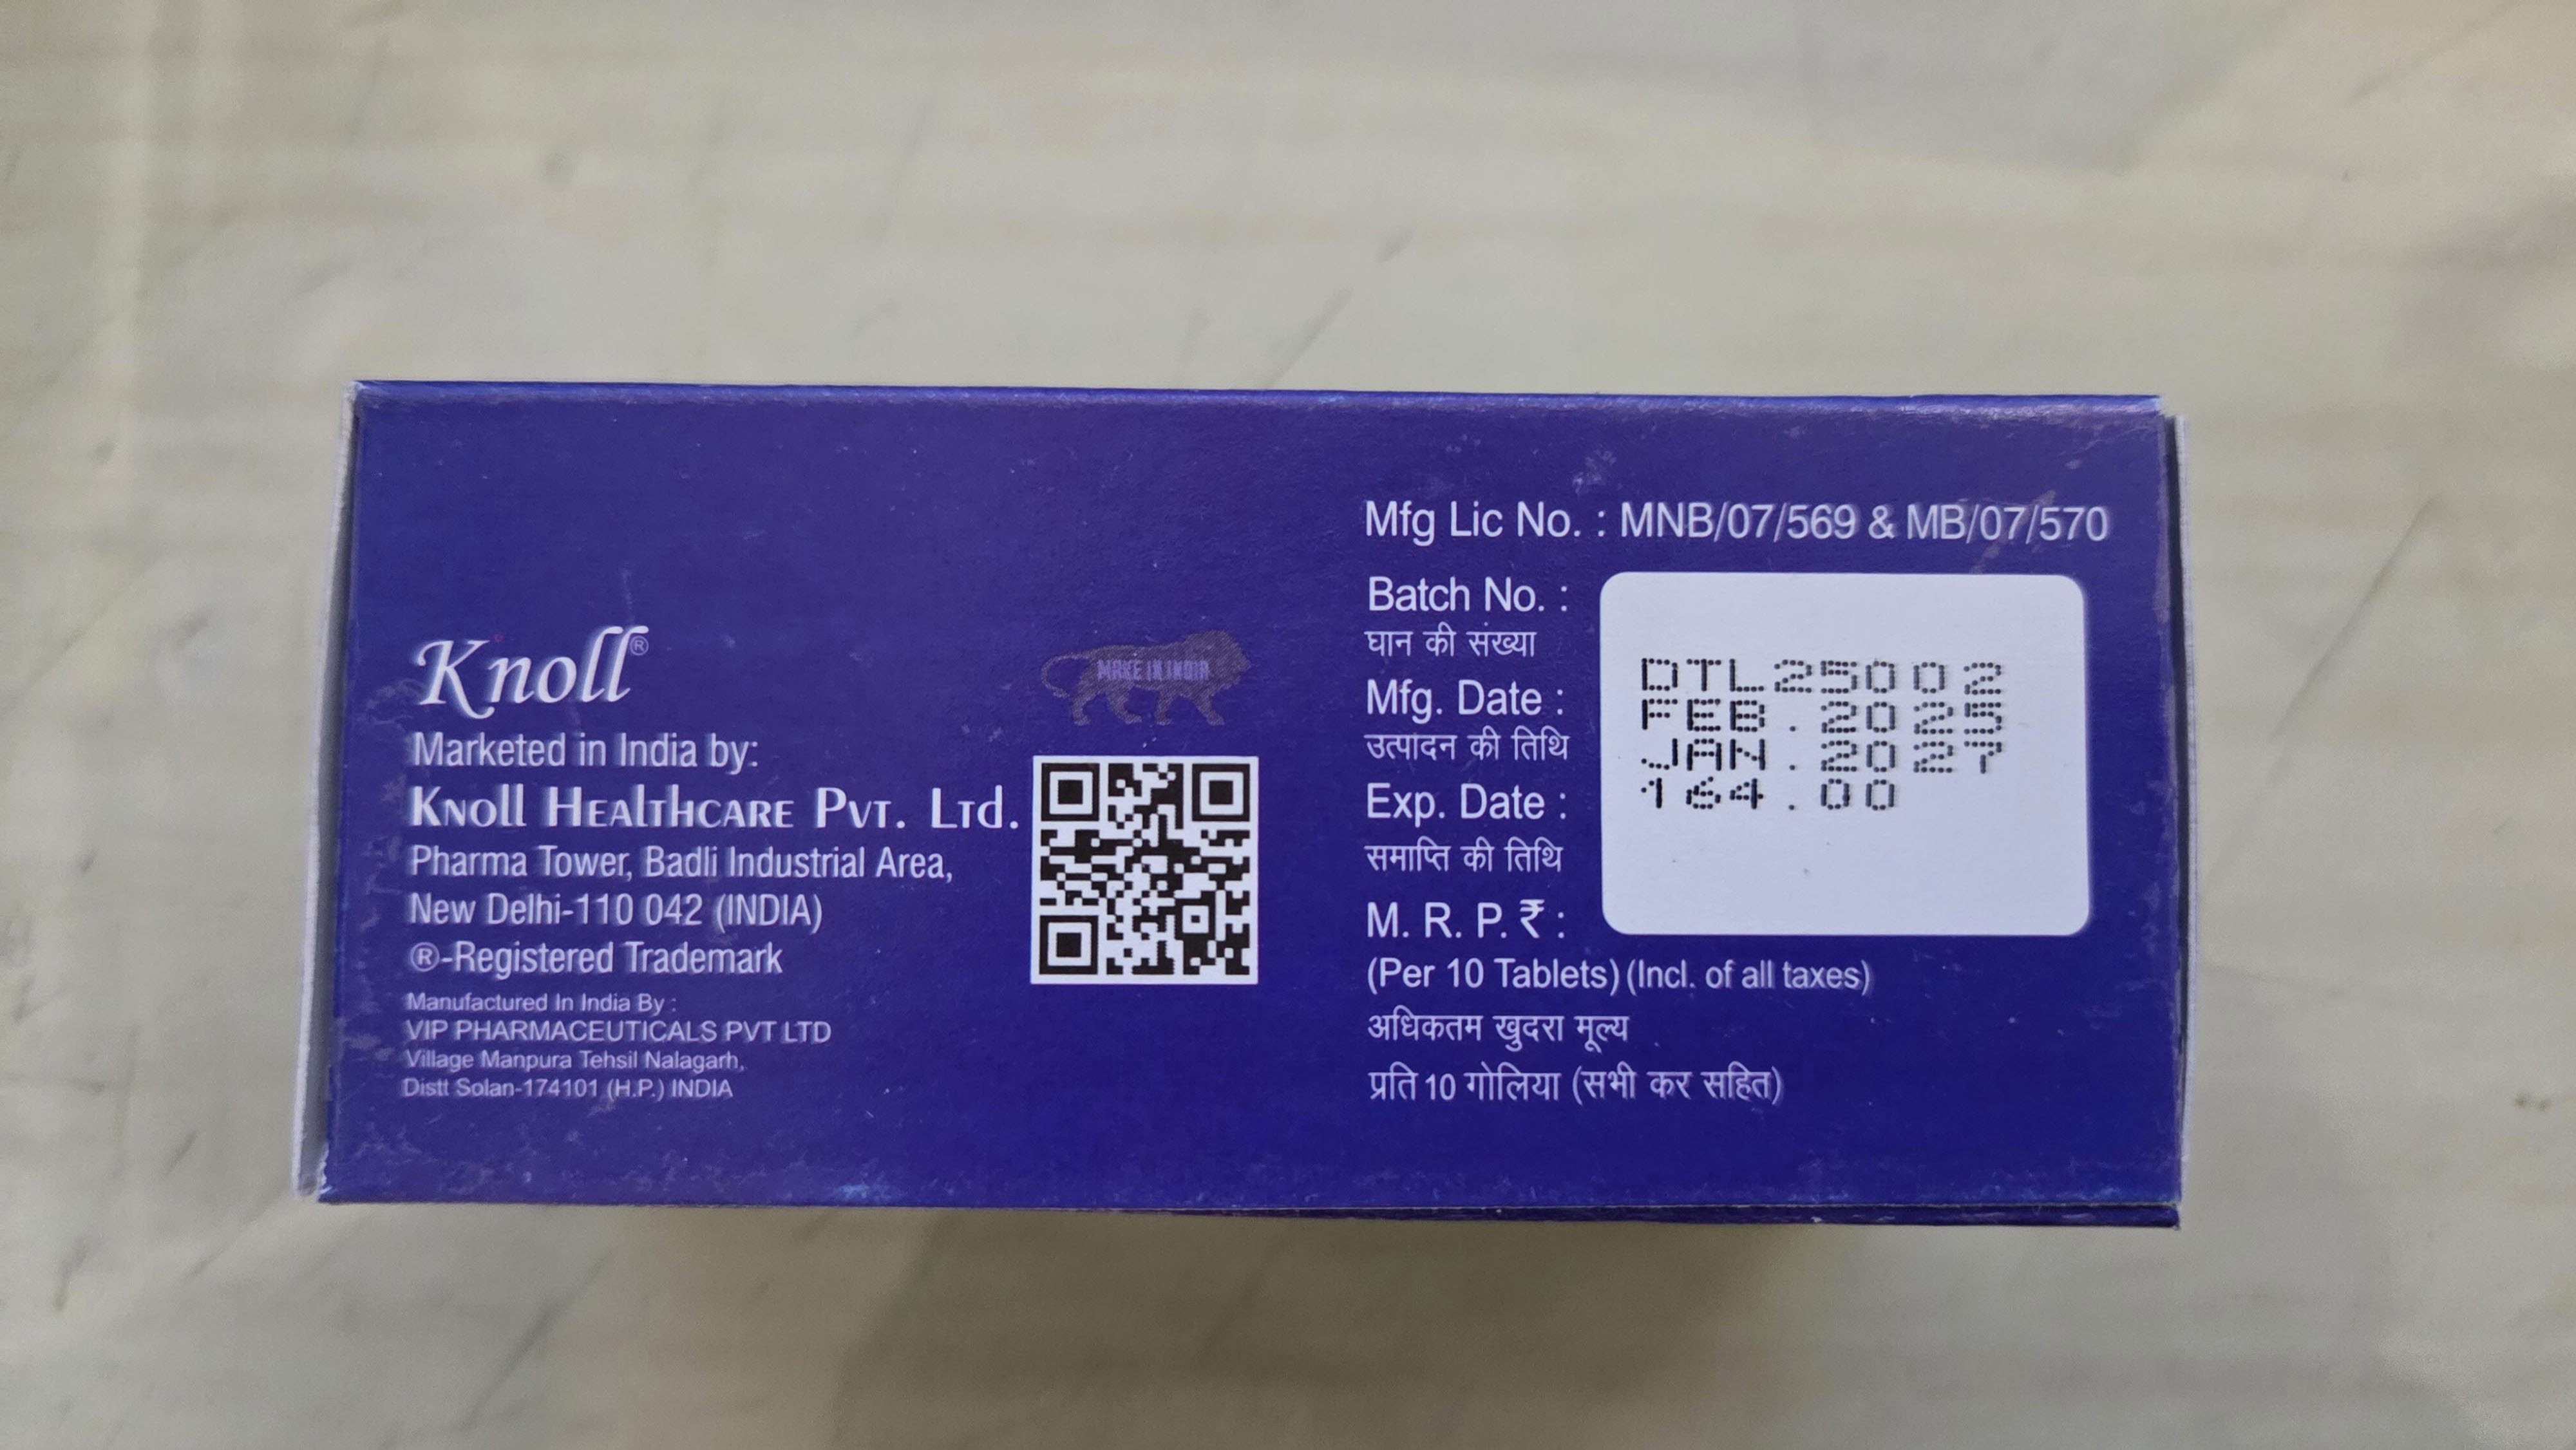 Knoll®
Marketed in India by:
Knoll Healthcare Pvt. Ltd.
Pharma Tower, Badli Industrial Area,
New Delhi-110 042 (INDIA)
®-Registered Trademark
Manufactured In India By :
VIP PHARMACEUTICALS PVT LTD
Village Manpura Tehsil Nalagarh,
Distt Solan-174101 (H.P.) INDIA
MAKE IN INDIA
Mfg Lic No. : MNB/07/569 & MB/07/570
Batch No. :
घान की संख्या
Mfg. Date :
उत्पादन की तिथि
Exp. Date :
समाप्ति की तिथि
M. R. P. ₹ :
(Per 10 Tablets) (Incl. of all taxes)
अधिकतम खुदरा मूल्य
प्रति 10 गोलिया (सभी कर सहित)
DTL25002
FEB.2025
JAN.2027
164.00